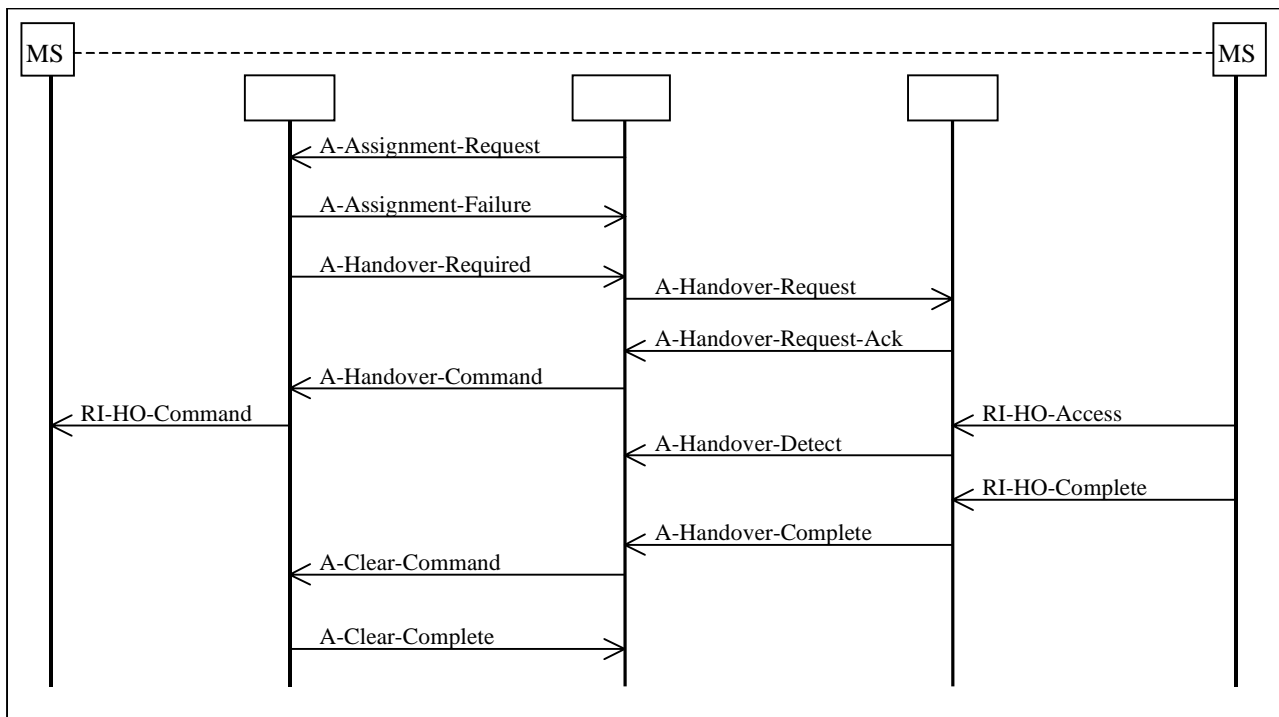 MS
MS
A-Assignment-Request
A-Assignment-Failure
A-Handover-Required
A-Handover-Request
A-Handover-Request-Ack
A-Handover-Command
RI-HO-Command
RI-HO-Access
A-Handover-Detect
RI-HO-Complete
A-Handover-Complete
A-Clear-Command
A-Clear-Complete